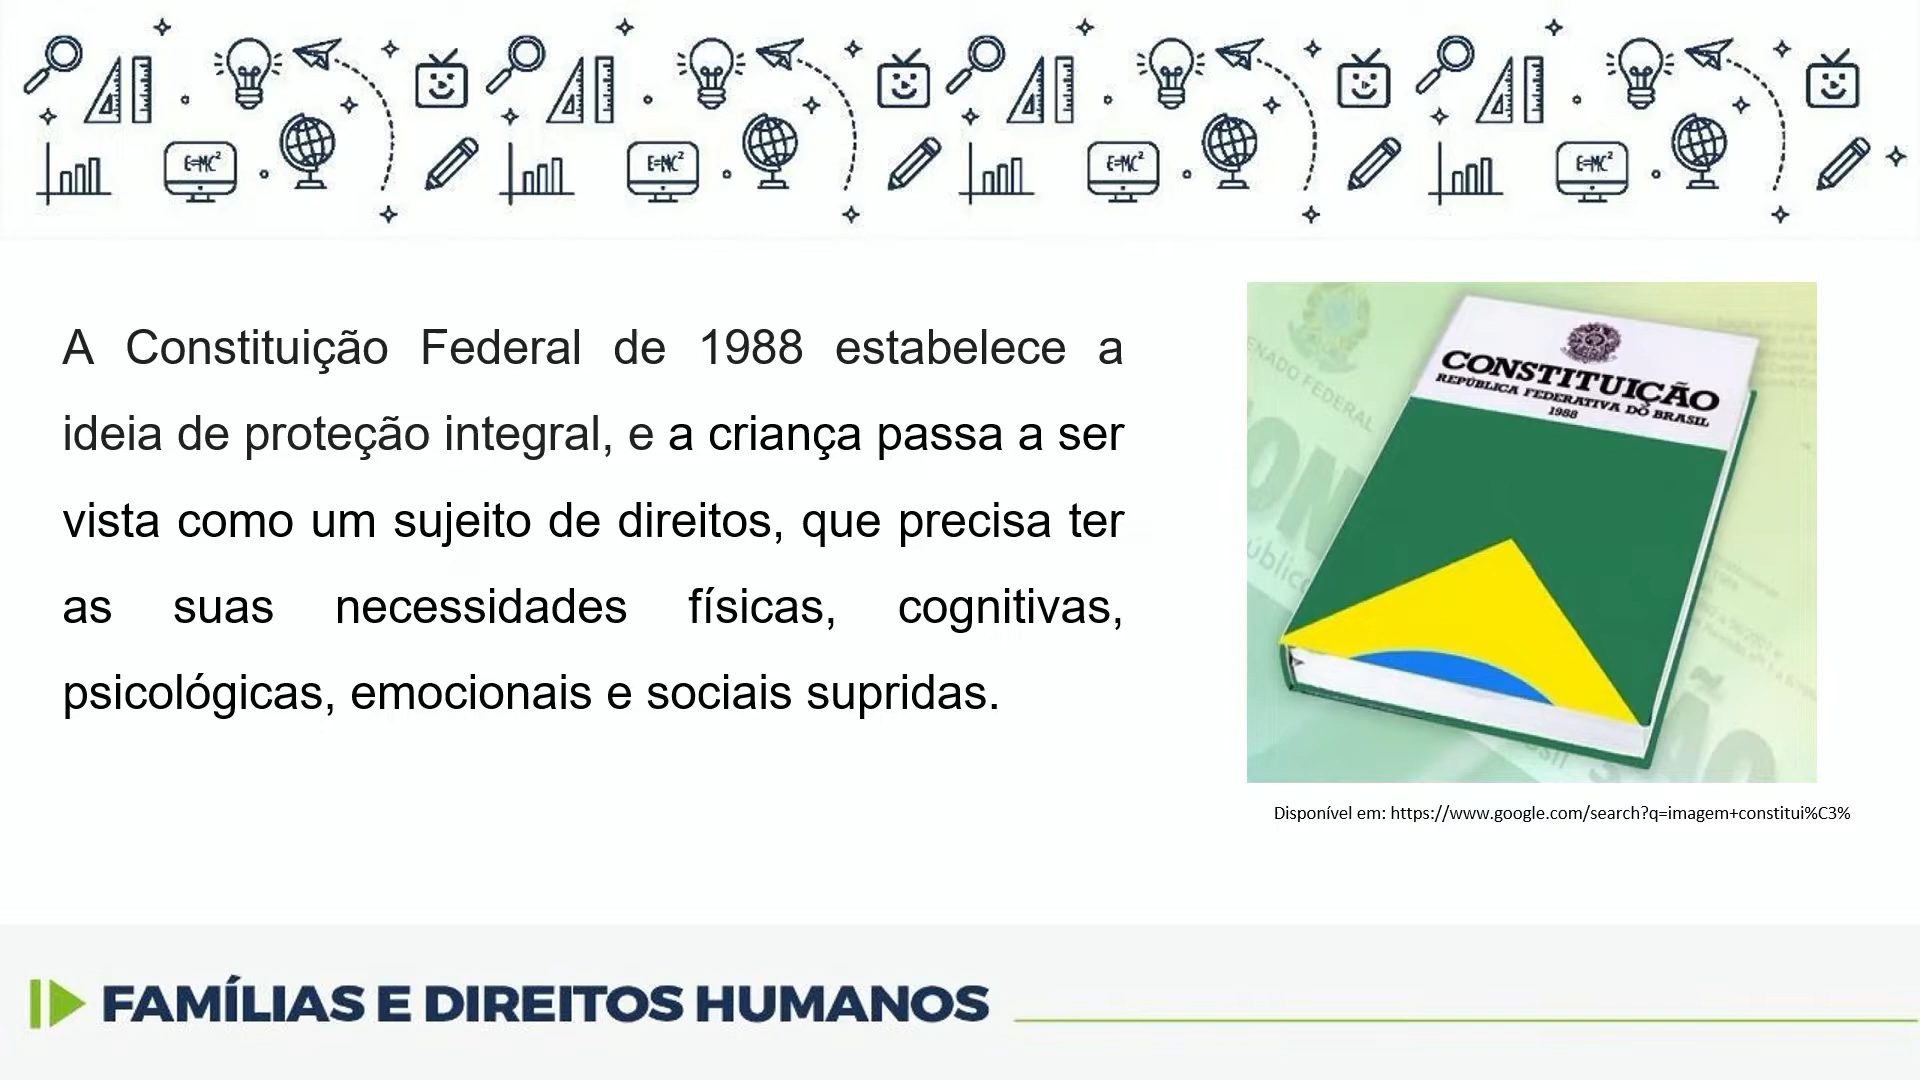 E=MC²
E=MC²
E=MC²
E=MC²
A Constituição Federal de 1988 estabelece a
ideia de proteção integral, e a criança passa a ser
vista como um sujeito de direitos, que precisa ter
as suas necessidades físicas, cognitivas,
psicológicas, emocionais e sociais supridas.
ENADO FEDERAL
CONSTITUIÇÃO
REPÚBLICA FEDERATIVA DO BRASIL
1988
Disponível em: https://www.google.com/search?q=imagem+constitui%C3%
FAMÍLIAS E DIREITOS HUMANOS